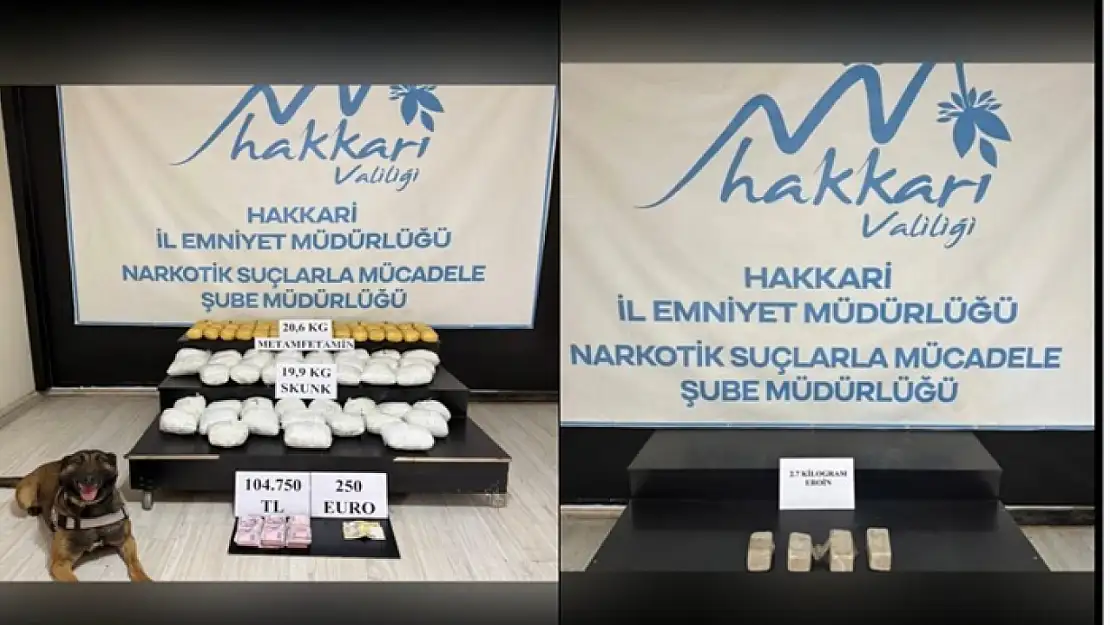 hakkari
Valiliği
HAKKARİ
İL EMNİYET MÜDÜRLÜĞÜ
NARKOTİK SUÇLARLA MÜCADELE
ŞUBE MÜDÜRLÜĞÜ
20,6 KG
METAMFETAMİN
19,9 KG
SKUNK
104.750
TL
250
EURO
hakkari
Valiliği
HAKKARİ
İL EMNİYET MÜDÜRLÜĞÜ
NARKOTİK SUÇLARLA MÜCADELE
ŞUBE MÜDÜRLÜĞÜ
2.7 KİLOGRAM
EROİN